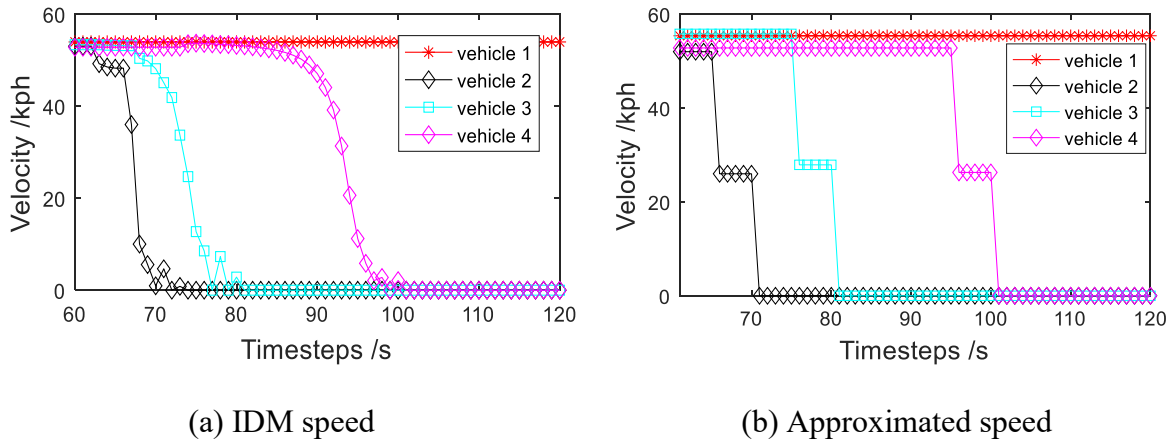 60
40
20
0
Velocity /kph
vehicle 1
vehicle 2
vehicle 3
vehicle 4
60 70 80 90 100 110 120
Timesteps /s
(a) IDM speed
60
40
20
0
Velocity /kph
vehicle 1
vehicle 2
vehicle 3
vehicle 4
70 80 90 100 110 120
Timesteps /s
(b) Approximated speed